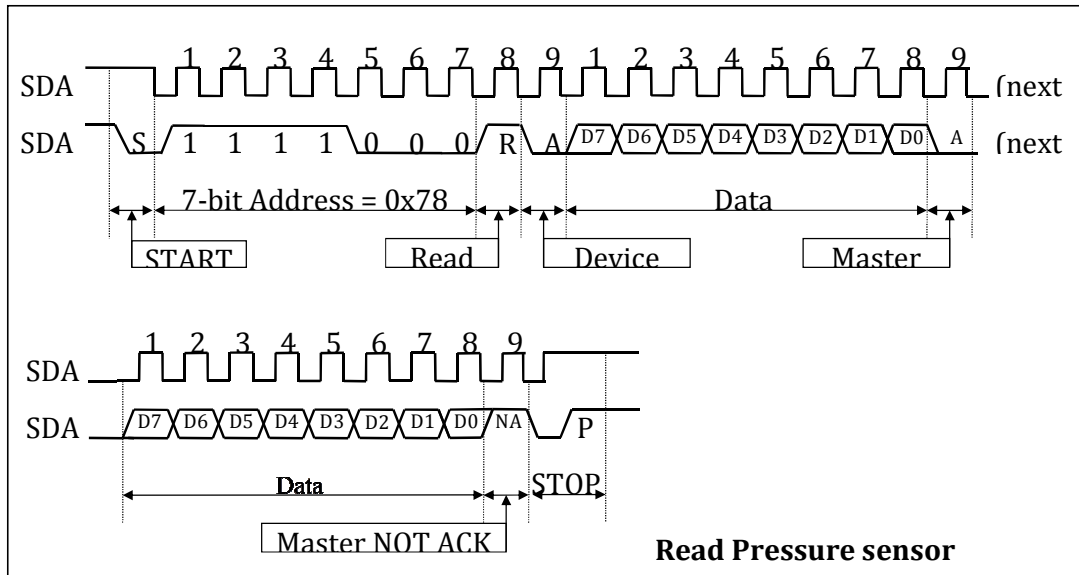 1 2 3 4 5 6 7 8 9 1 2 3 4 5 6 7 8 9
SDA (next
SDA S 1 1 1 1 0 0 0 R A D7 D6 D5 D4 D3 D2 D1 D0 A (next
7-bit Address = 0x78 Data
START Read Device Master
1 2 3 4 5 6 7 8 9
SDA
SDA D7 D6 D5 D4 D3 D2 D1 D0 NA P
Data STOP
Master NOT ACK
Read Pressure sensor